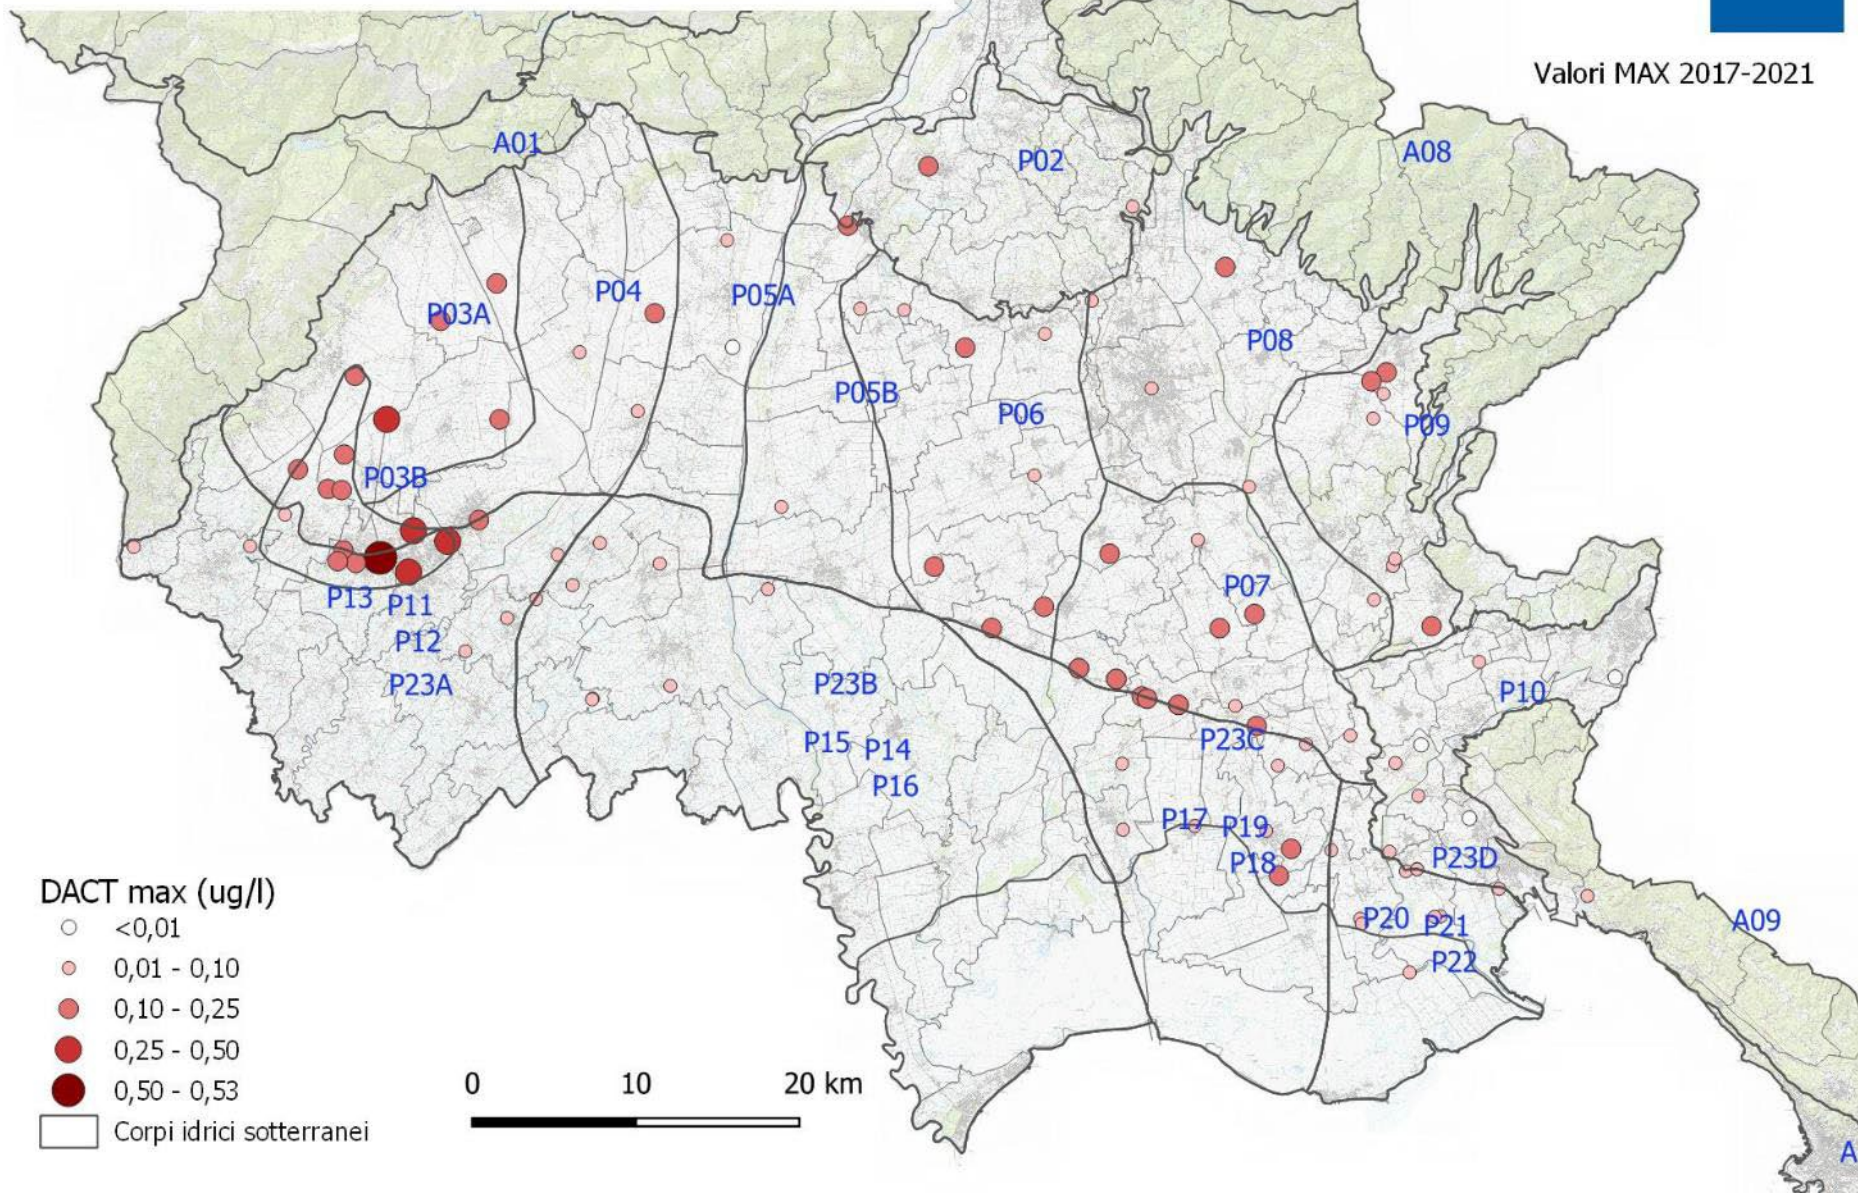 Valori MAX 2017-2021
A01
P02
A08
P03A
P04
P05A
P08
P05B
P06
P09
P03B
P07
P13
P11
P12
P23A
P23B
P10
P15
P14
P16
P23C
P17
P19
P18
P23D
P20
P21
P22
A09
A
DACT max (ug/l)
<0,01
0,01 - 0,10
0,10 - 0,25
0,25 - 0,50
0,50 - 0,53
Corpi idrici sotterranei
0 10 20 km